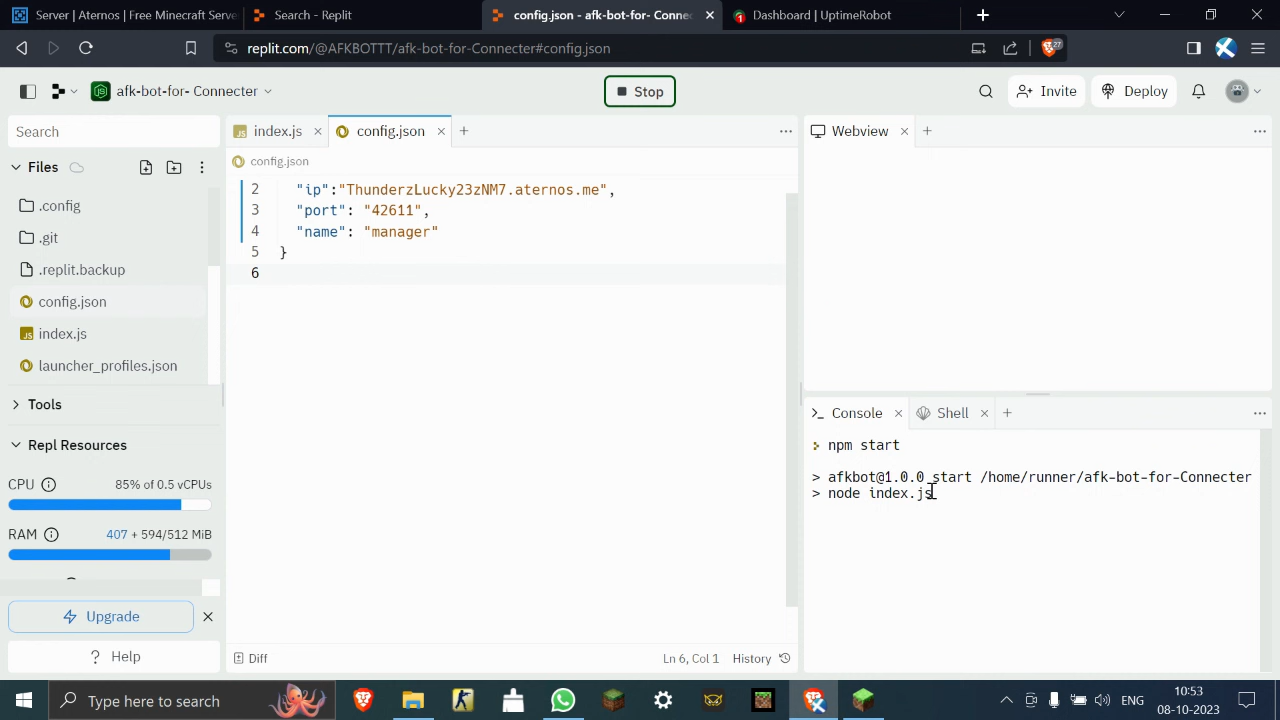 Server | Aternos | Free Minecraft Serve
Search - Replit
config.json - afk-bot-for- Connec
Dashboard | UptimeRobot
replit.com/@AFKBOTTT/afk-bot-for-Connecter#config.json
27
afk-bot-for- Connecter
Stop
Invite
Deploy
Search
Files
.config
.git
.replit.backup
config.json
index.js
launcher_profiles.json
Tools
Repl Resources
CPU
85% of 0.5 vCPUs
RAM
407 + 594/512 MiB
Upgrade
Help
index.js
config.json
config.json
2 "ip":"ThunderzLucky23zNM7.aternos.me",
3 "port": "42611",
4 "name": "manager"
5 }
6
Diff
Ln 6, Col 1
History
Webview
Console
Shell
npm start
> afkbot@1.0.0 start /home/runner/afk-bot-for-Connecter
> node index.js
Type here to search
ENG
10:53
08-10-2023